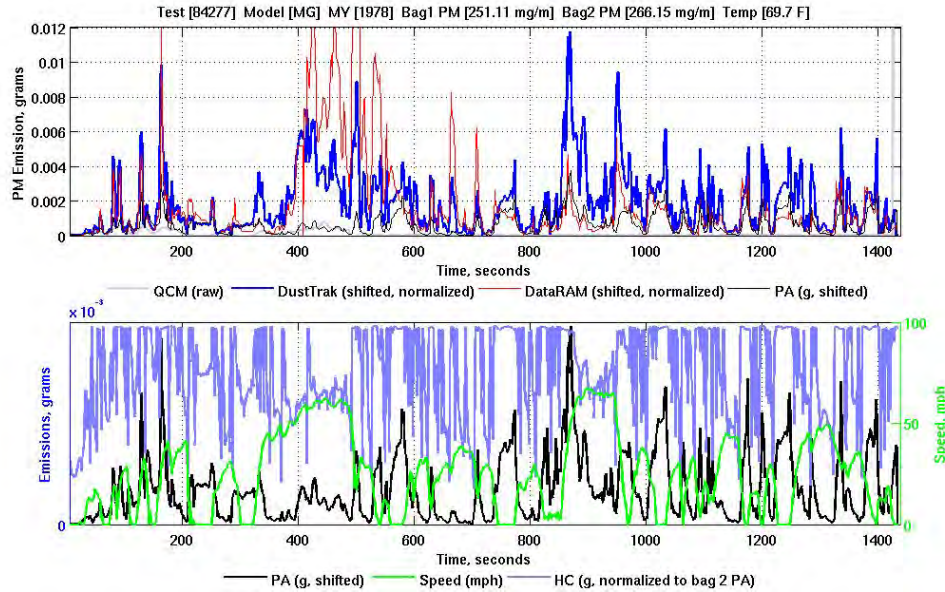 Test [84277] Model [MG] MY [1978] Bag1 PM [251.11 mg/m] Bag2 PM [266.15 mg/m] Temp [69.7 F]
0.012
0.01
0.008
0.006
0.004
0.002
0
PM Emission, grams
200 400 600 800 1000 1200 1400
Time, seconds
QCM (raw) DustTrak (shifted, normalized) DataRAM (shifted, normalized) PA (g, shifted)
x 10⁻³
100
50
0
0
Emissions, grams
Speed, mph
200 400 600 800 1000 1200 1400
Time, seconds
PA (g, shifted) Speed (mph) HC (g, normalized to bag 2 PA)